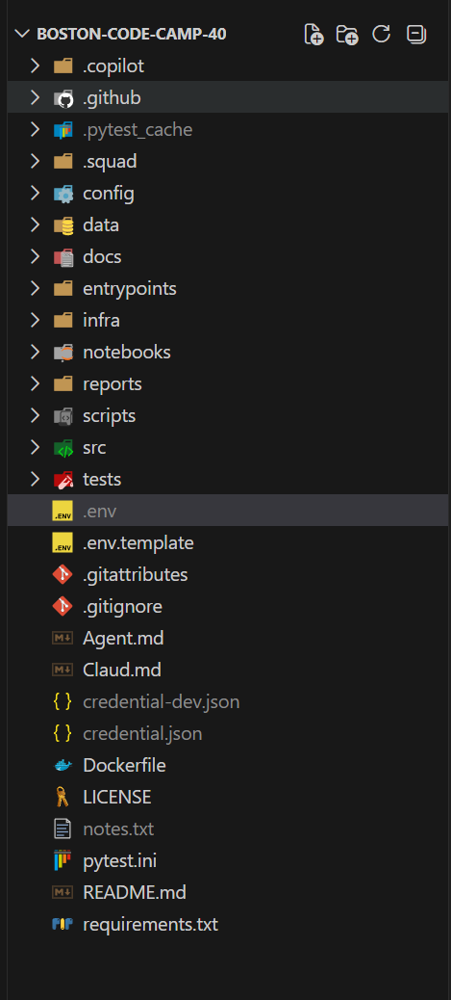 BOSTON-CODE-CAMP-40
.copilot
.github
.pytest_cache
.squad
config
data
docs
entrypoints
infra
notebooks
reports
scripts
src
tests
.env
.env.template
.gitattributes
.gitignore
Agent.md
Claud.md
credential-dev.json
credential.json
Dockerfile
LICENSE
notes.txt
pytest.ini
README.md
requirements.txt